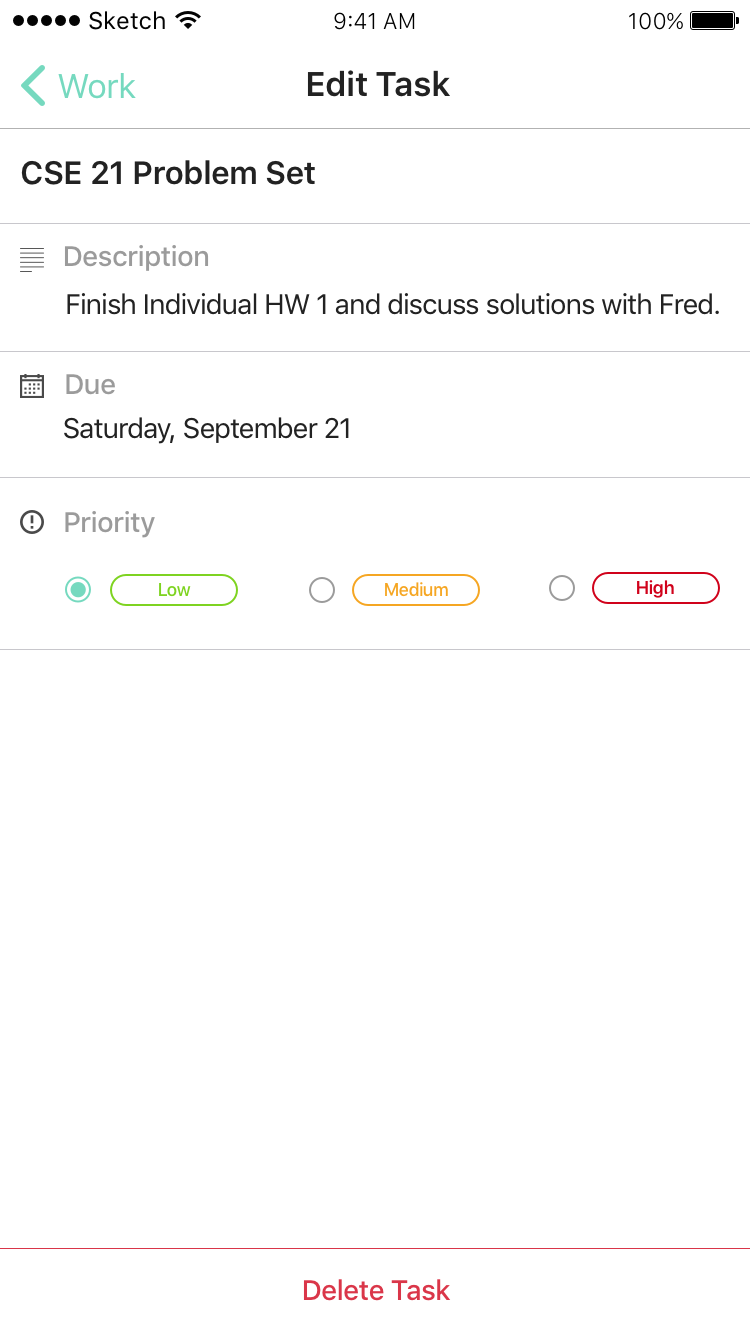 Sketch 9:41 AM 100%
Work Edit Task
CSE 21 Problem Set
Description
Finish Individual HW 1 and discuss solutions with Fred.
Due
Saturday, September 21
Priority
Low Medium High
Delete Task